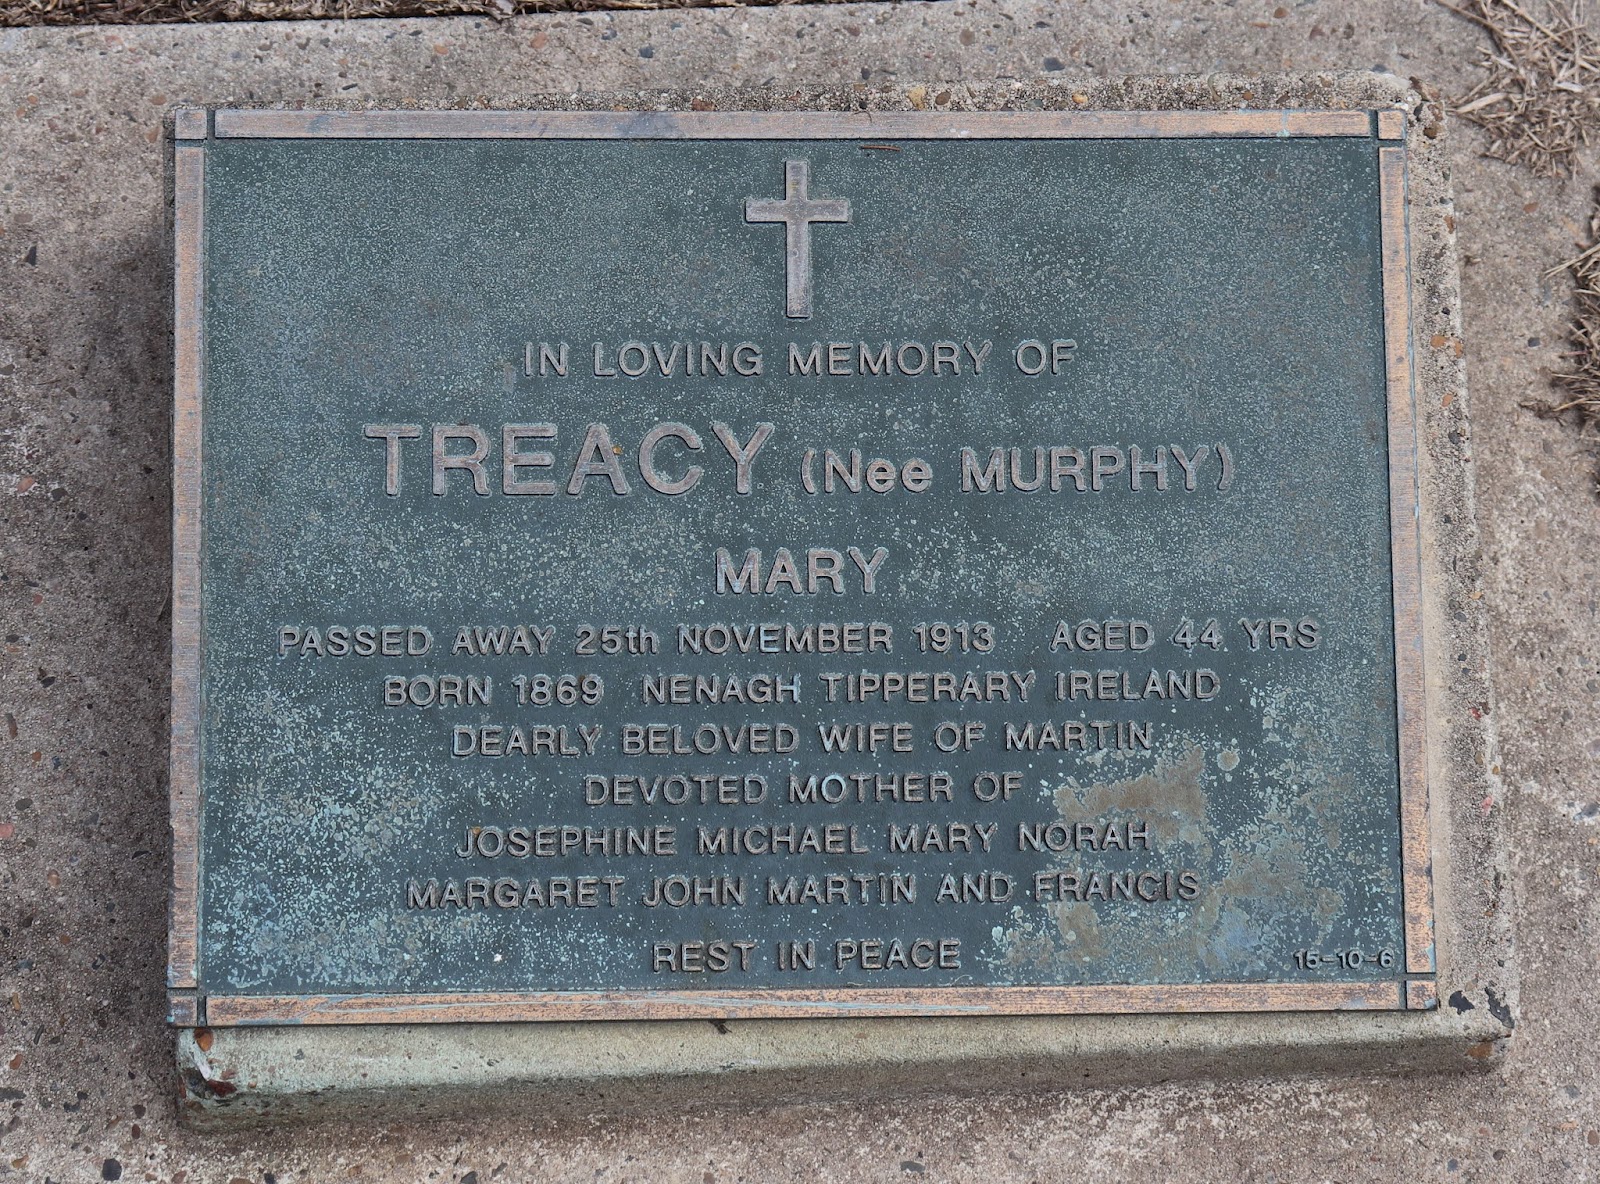 IN LOVING MEMORY OF
TREACY (Nee MURPHY)
MARY
PASSED AWAY 25th NOVEMBER 1913 AGED 44 YRS
BORN 1869 NENAGH TIPPERARY IRELAND
DEARLY BELOVED WIFE OF MARTIN
DEVOTED MOTHER OF
JOSEPHINE MICHAEL MARY NORAH
MARGARET JOHN MARTIN AND FRANCIS
REST IN PEACE
15-10-6